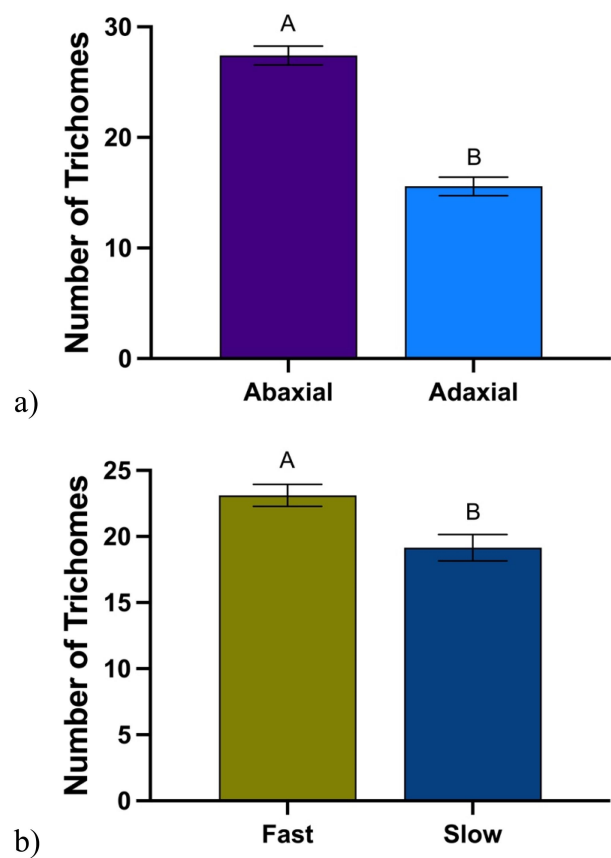 A
B
Number of Trichomes
30
20
10
0
Abaxial Adaxial
a)
A
B
Number of Trichomes
25
20
15
10
5
0
Fast Slow
b)